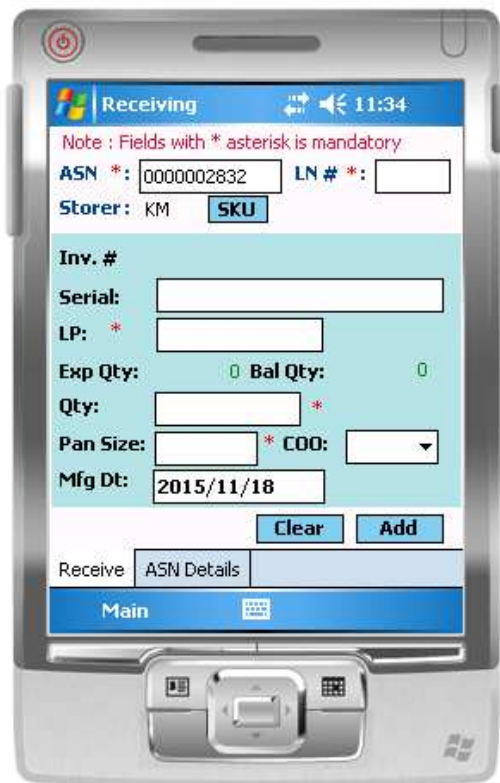 Receiving 11:34
Note : Fields with * asterisk is mandatory
ASN *: 0000002832 LN # *:
Storer: KM SKU
Inv. #
Serial:
LP: *
Exp Qty: 0 Bal Qty: 0
Qty: *
Pan Size: * COO:
Mfg Dt: 2015/11/18
Clear Add
Receive ASN Details
Main